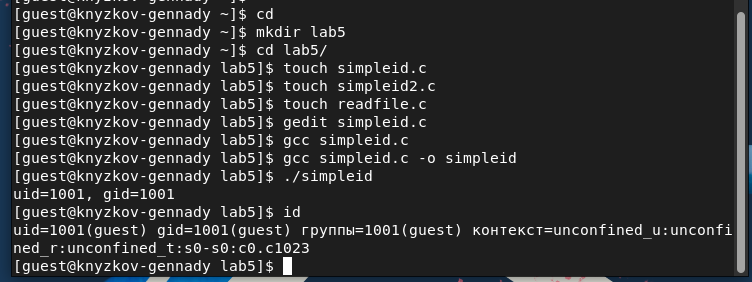 [guest@knyzkov-gennady ~]$ cd
[guest@knyzkov-gennady ~]$ mkdir lab5
[guest@knyzkov-gennady ~]$ cd lab5/
[guest@knyzkov-gennady lab5]$ touch simpleid.c
[guest@knyzkov-gennady lab5]$ touch simpleid2.c
[guest@knyzkov-gennady lab5]$ touch readfile.c
[guest@knyzkov-gennady lab5]$ gedit simpleid.c
[guest@knyzkov-gennady lab5]$ gcc simpleid.c
[guest@knyzkov-gennady lab5]$ gcc simpleid.c -o simpleid
[guest@knyzkov-gennady lab5]$ ./simpleid
uid=1001, gid=1001
[guest@knyzkov-gennady lab5]$ id
uid=1001(guest) gid=1001(guest) группы=1001(guest) контекст=unconfined_u:unconfi
ned_r:unconfined_t:s0-s0:c0.c1023
[guest@knyzkov-gennady lab5]$